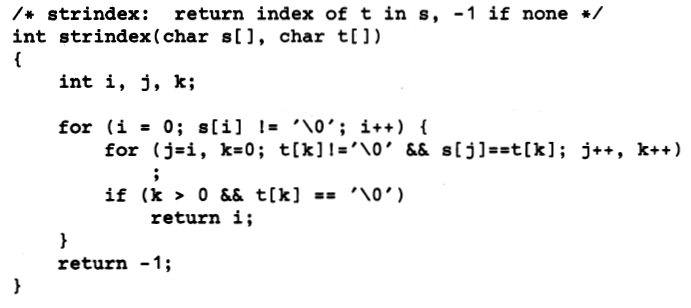 /* strindex:  return index of t in s, -1 if none */
int strindex(char s[], char t[])
{
    int i, j, k;

    for (i = 0; s[i] != '\0'; i++) {
        for (j=i, k=0; t[k]!='\0' && s[j]==t[k]; j++, k++)
            ;
        if (k > 0 && t[k] == '\0')
            return i;
    }
    return -1;
}